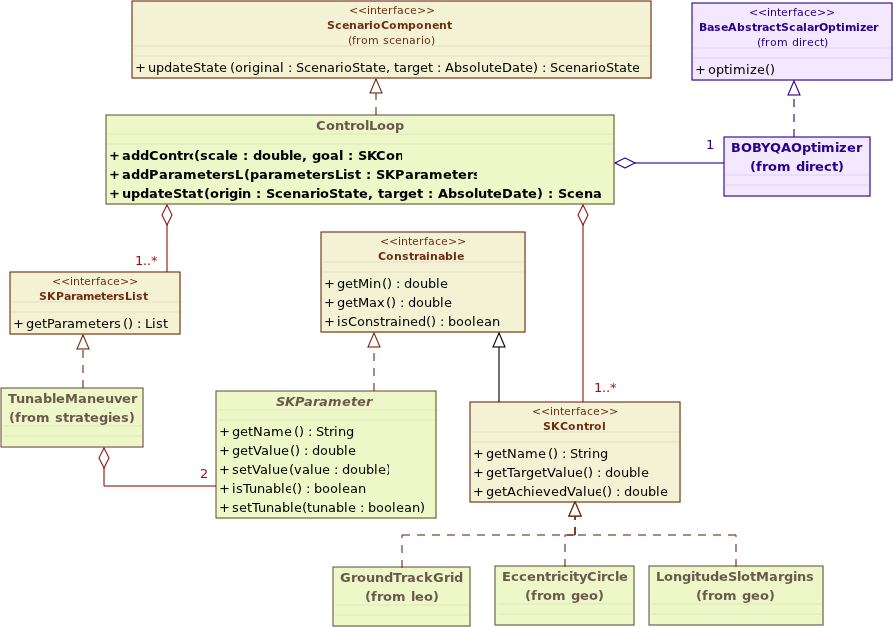 <<interface>>
ScenarioComponent
(from scenario)
+ updateState (original : ScenarioState, target : AbsoluteDate) : ScenarioState
<<interface>>
BaseAbstractScalarOptimizer
(from direct)
+ optimize()
ControlLoop
+ addContro(scale : double, goal : SKCon
+ addParametersL(parametersList : SKParameters
+ updateStat(origin : ScenarioState, target : AbsoluteDate) : Scena
1
BOBYQAOptimizer
(from direct)
1..*
<<interface>>
SKParametersList
+ getParameters () : List
<<interface>>
Constrainable
+ getMin() : double
+ getMax() : double
+ isConstrained() : boolean
TunableManeuver
(from strategies)
2
SKParameter
+ getName () : String
+ getValue() : double
+ setValue(value : double)
+ isTunable() : boolean
+ setTunable(tunable : boolean)
1..*
<<interface>>
SKControl
+ getName () : String
+ getTargetValue() : double
+ getAchievedValue() : double
GroundTrackGrid
(from leo)
EccentricityCircle
(from geo)
LongitudeSlotMargins
(from geo)